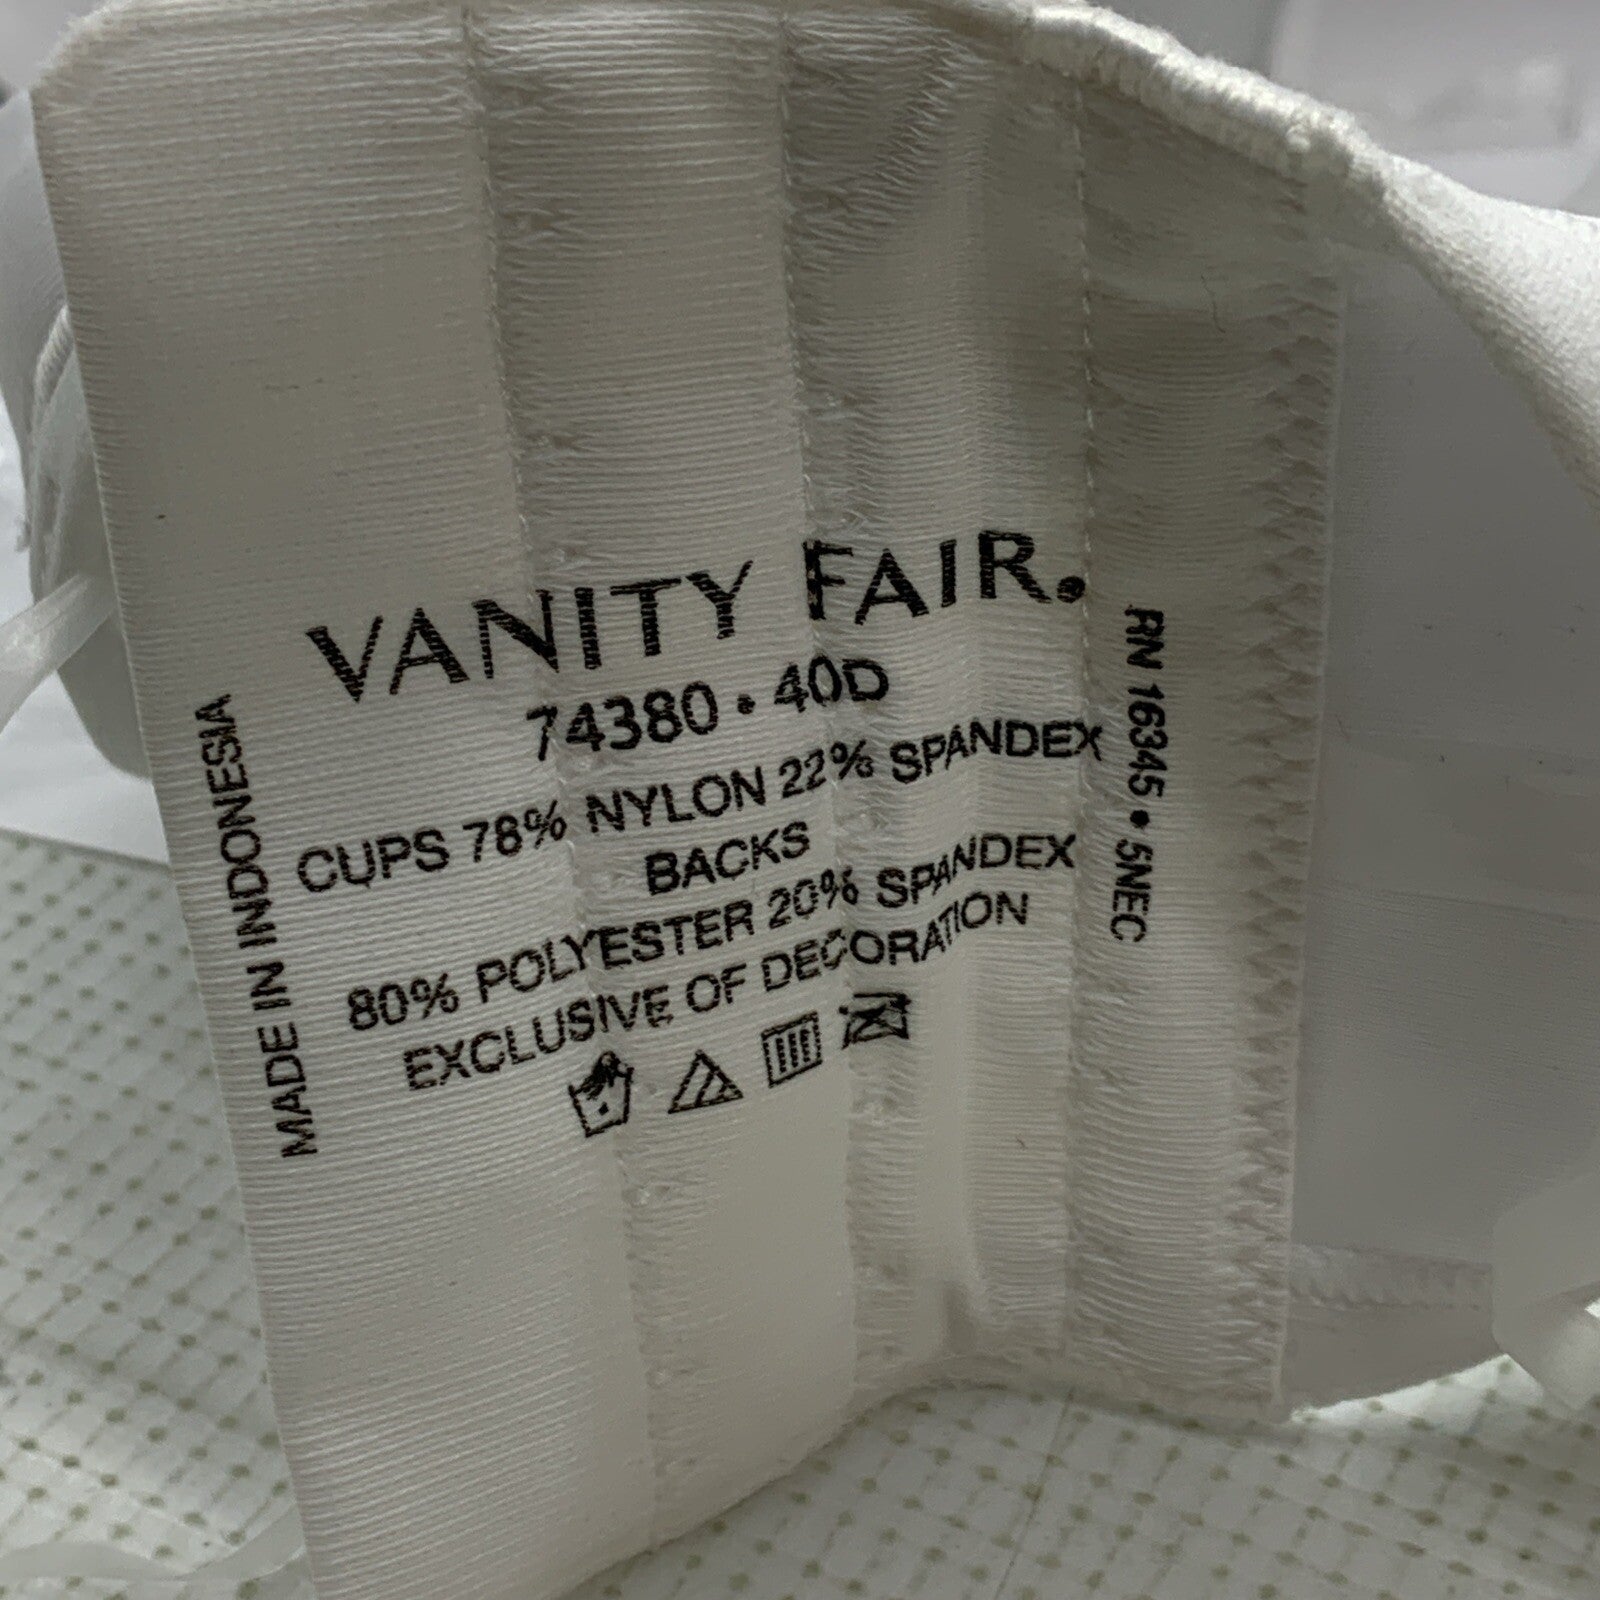 VANITY FAIR.
74380 • 40D
CUPS 78% NYLON 22% SPANDEX
BACKS
80% POLYESTER 20% SPANDEX
EXCLUSIVE OF DECORATION
MADE IN INDONESIA
RN 16345 • 5NEC